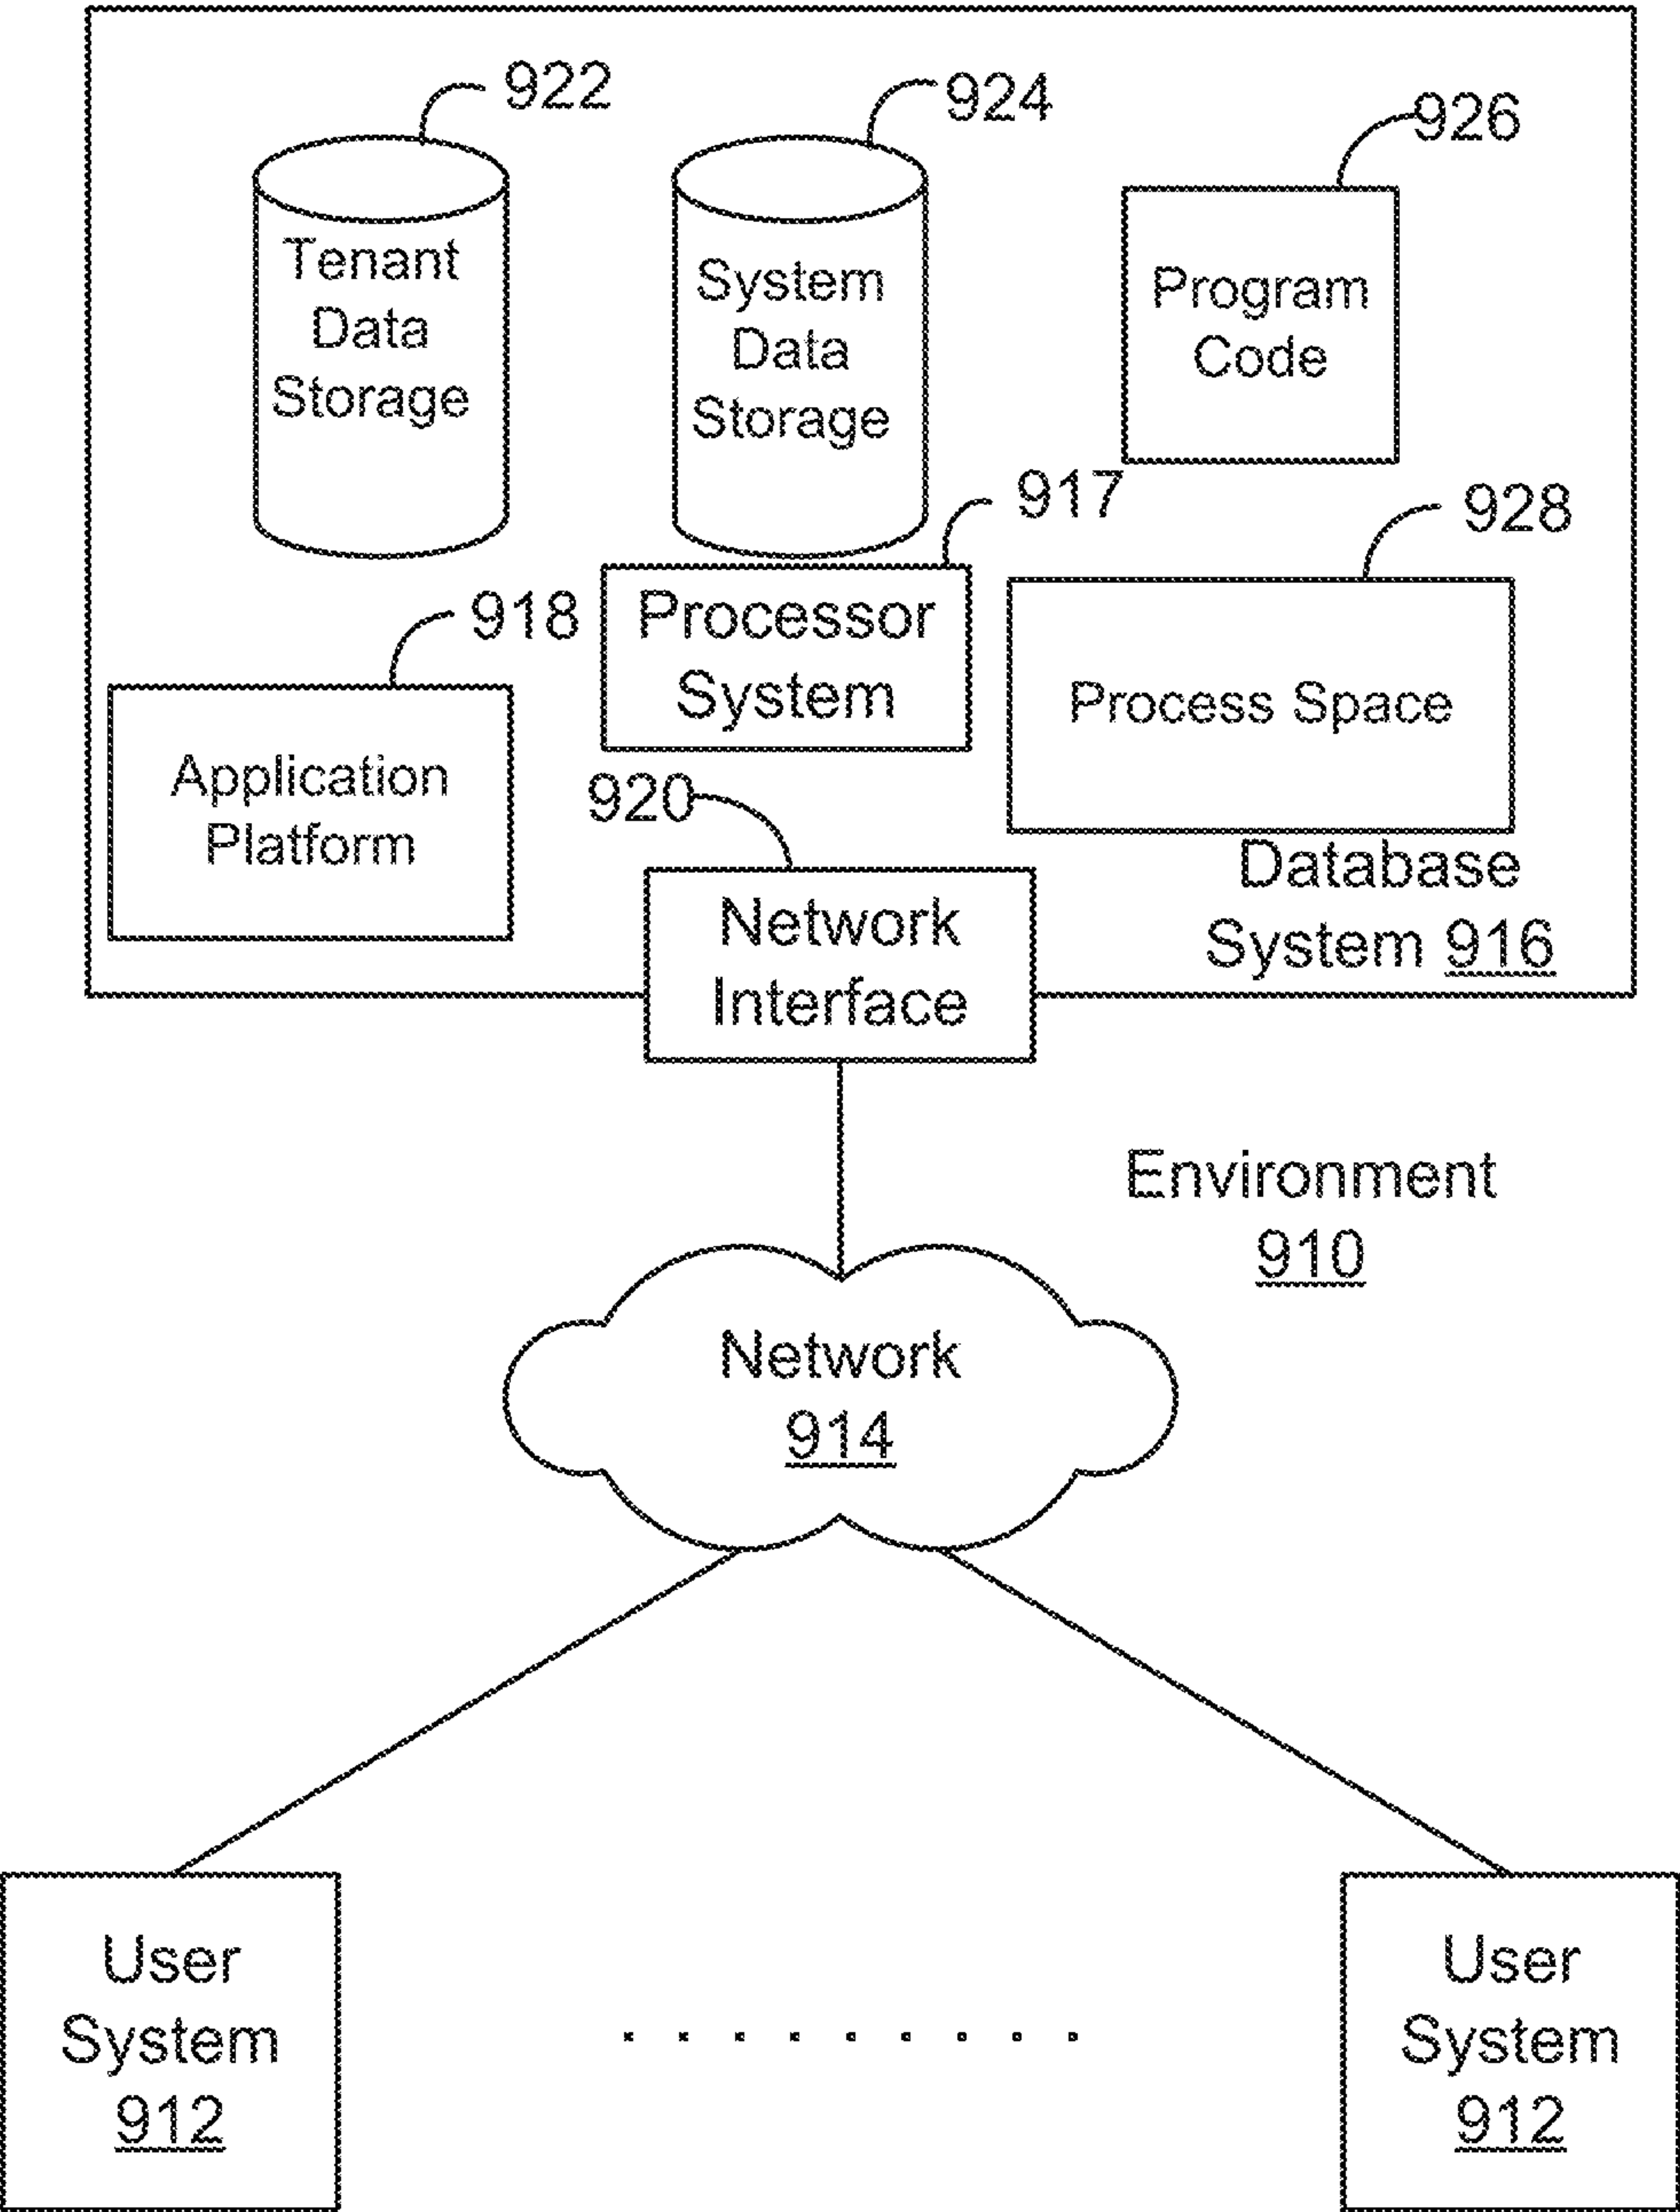 922
924
926
Tenant
Data
Storage
System
Data
Storage
Program
Code
917
928
918
Processor
System
Process Space
Application
Platform
920
Database
System 916
Network
Interface
Environment
910
Network
914
User
System
912
User
System
912